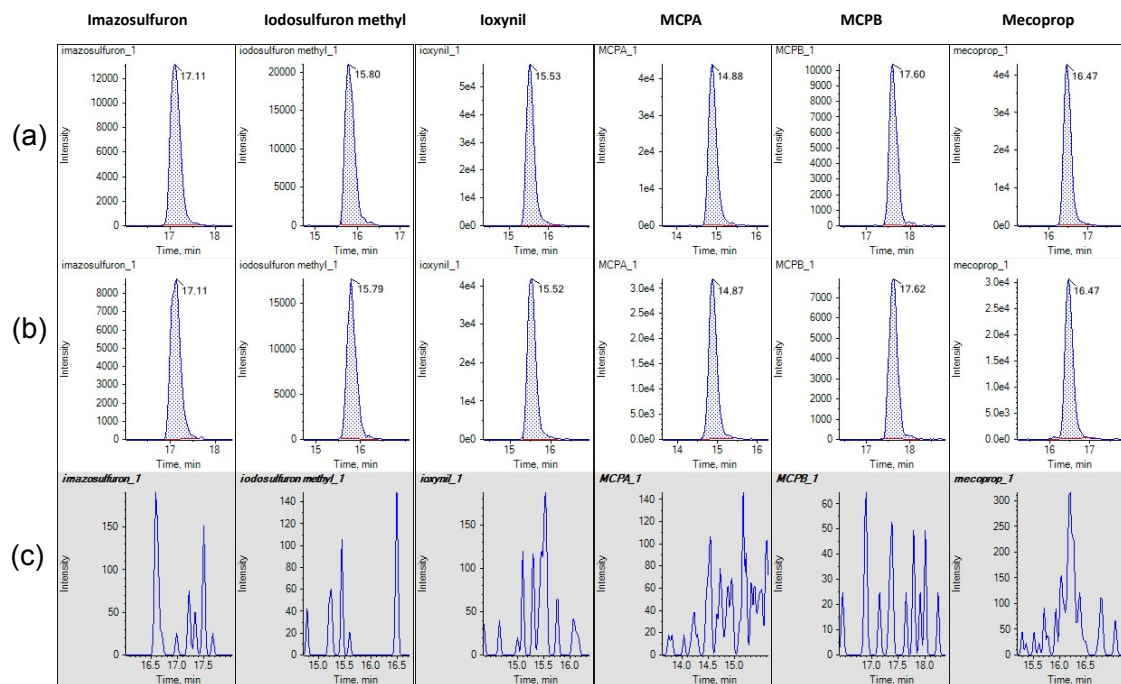 Imazosulfuron Iodosulfuron methyl Ioxynil MCPA MCPB Mecoprop
(a)
imazosulfuron_1
17.11
12000
10000
8000
6000
4000
2000
0
Intensity
17 18
Time, min
iodosulfuron methyl_1
15.80
20000
15000
10000
5000
0
Intensity
15 16 17
Time, min
ioxynil_1
15.53
5e4
4e4
3e4
2e4
1e4
0e0
Intensity
15 16
Time, min
MCPA_1
14.88
4e4
3e4
2e4
1e4
0e0
Intensity
14 15 16
Time, min
MCPB_1
17.60
10000
9000
8000
7000
6000
5000
4000
3000
2000
1000
0
Intensity
17 18
Time, min
mecoprop_1
16.47
4e4
3e4
2e4
1e4
0e0
Intensity
16 17
Time, min
(b)
imazosulfuron_1
17.11
8000
7000
6000
5000
4000
3000
2000
1000
0
Intensity
17 18
Time, min
iodosulfuron methyl_1
15.79
15000
10000
5000
0
Intensity
15 16
Time, min
ioxynil_1
15.52
4e4
3e4
2e4
1e4
0e0
Intensity
15 16
Time, min
MCPA_1
14.87
3.0e4
2.5e4
2.0e4
1.5e4
1.0e4
5.0e3
0.0e0
Intensity
14 15 16
Time, min
MCPB_1
17.62
7000
6000
5000
4000
3000
2000
1000
0
Intensity
17 18
Time, min
mecoprop_1
16.47
3.0e4
2.5e4
2.0e4
1.5e4
1.0e4
5.0e3
0.0e0
Intensity
16 17
Time, min
(c)
imazosulfuron_1
150
100
50
0
Intensity
16.5 17.0 17.5
Time, min
iodosulfuron methyl_1
140
120
100
80
60
40
20
0
Intensity
15.0 15.5 16.0 16.5
Time, min
ioxynil_1
150
100
50
0
Intensity
15.0 15.5 16.0
Time, min
MCPA_1
140
120
100
80
60
40
20
0
Intensity
14.0 14.5 15.0
Time, min
MCPB_1
60
50
40
30
20
10
0
Intensity
17.0 17.5 18.0
Time, min
mecoprop_1
300
250
200
150
100
50
0
Intensity
15.5 16.0 16.5 17.0
Time, min